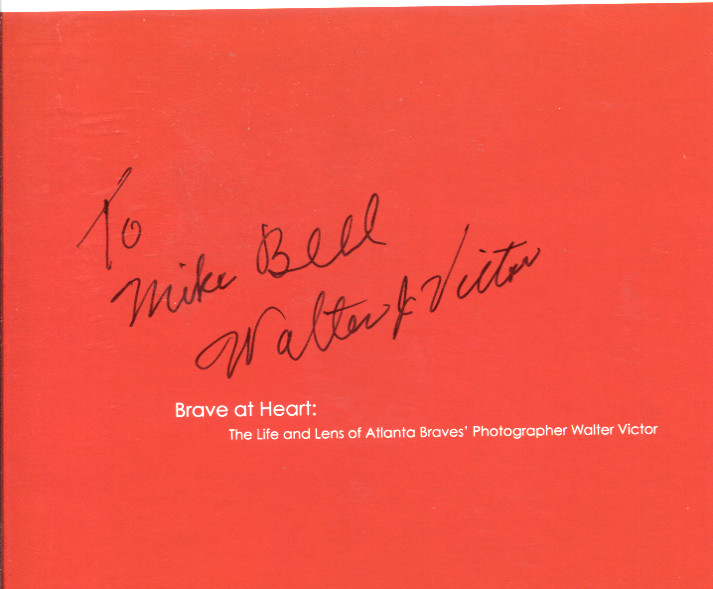 To
Mike Bell
Walter J Victor
Brave at Heart:
The Life and Lens of Atlanta Braves' Photographer Walter Victor